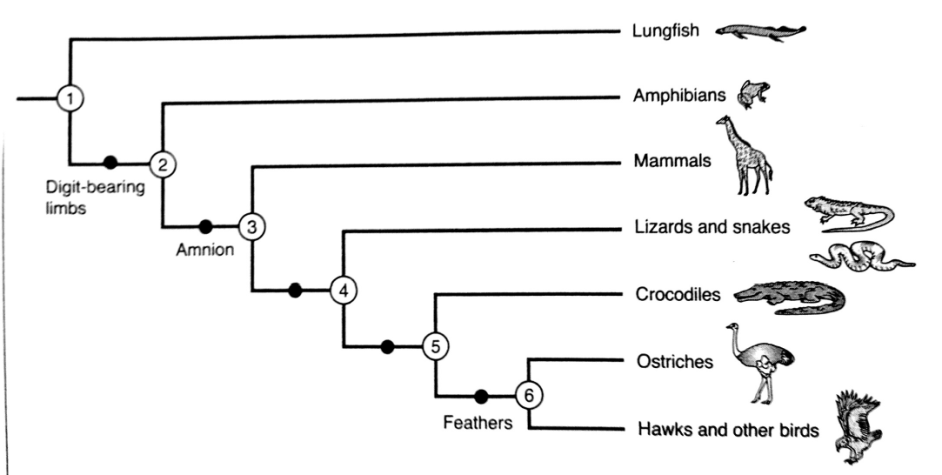 Lungfish
1
Amphibians
2
Mammals
Digit-bearing
limbs
3
Lizards and snakes
Amnion
4
Crocodiles
5
Ostriches
6
Feathers
Hawks and other birds